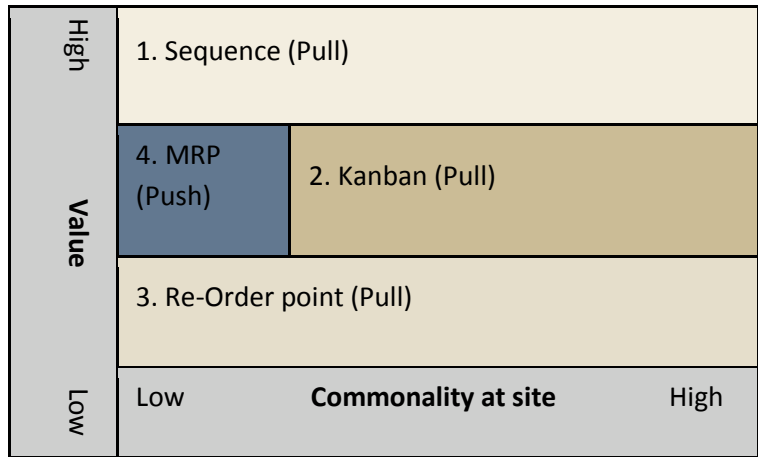 High
1. Sequence (Pull)
4. MRP
(Push)
2. Kanban (Pull)
Value
3. Re-Order point (Pull)
Low
Low
Commonality at site
High